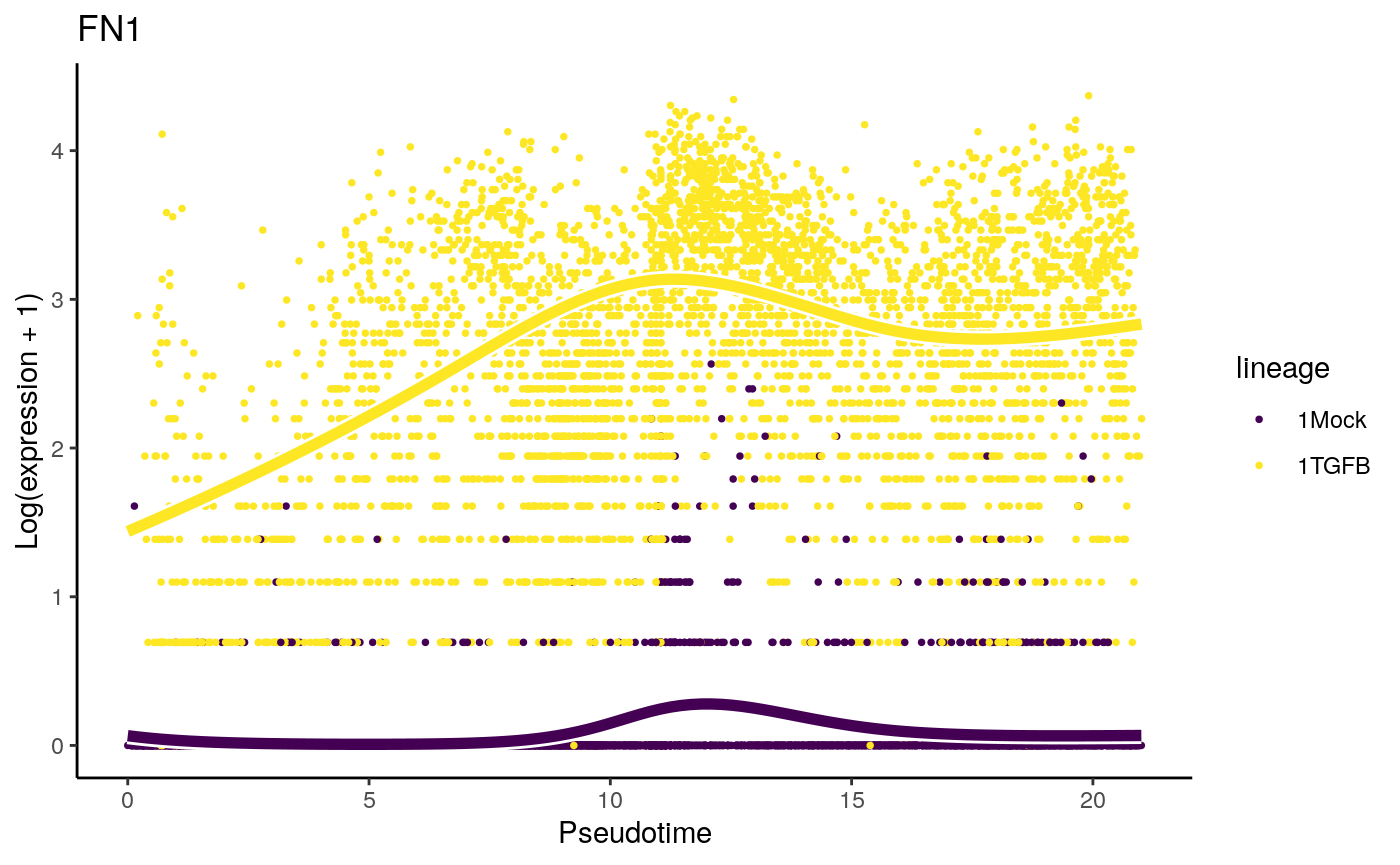 FN1
Log(expression + 1)
4
3
2
1
0
0 5 10 15 20
Pseudotime
lineage
1Mock
1TGFB